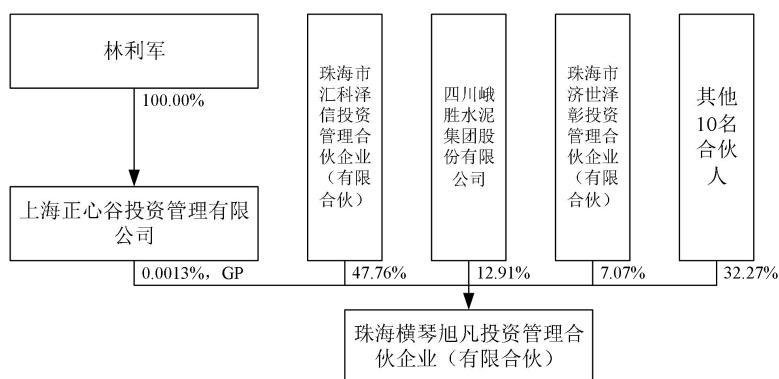 林利军
珠海市
汇科泽
信投资
管理合
伙企业
（有限
合伙）
四川峨
胜水泥
集团股
份有限
公司
珠海市
济世泽
彰投资
管理合
伙企业
（有限
合伙）
其他
10名
合伙
人
100.00%
上海正心谷投资管理有限
公司
0.0013%，GP
47.76%
12.91%
7.07%
32.27%
珠海横琴旭凡投资管理合
伙企业（有限合伙）